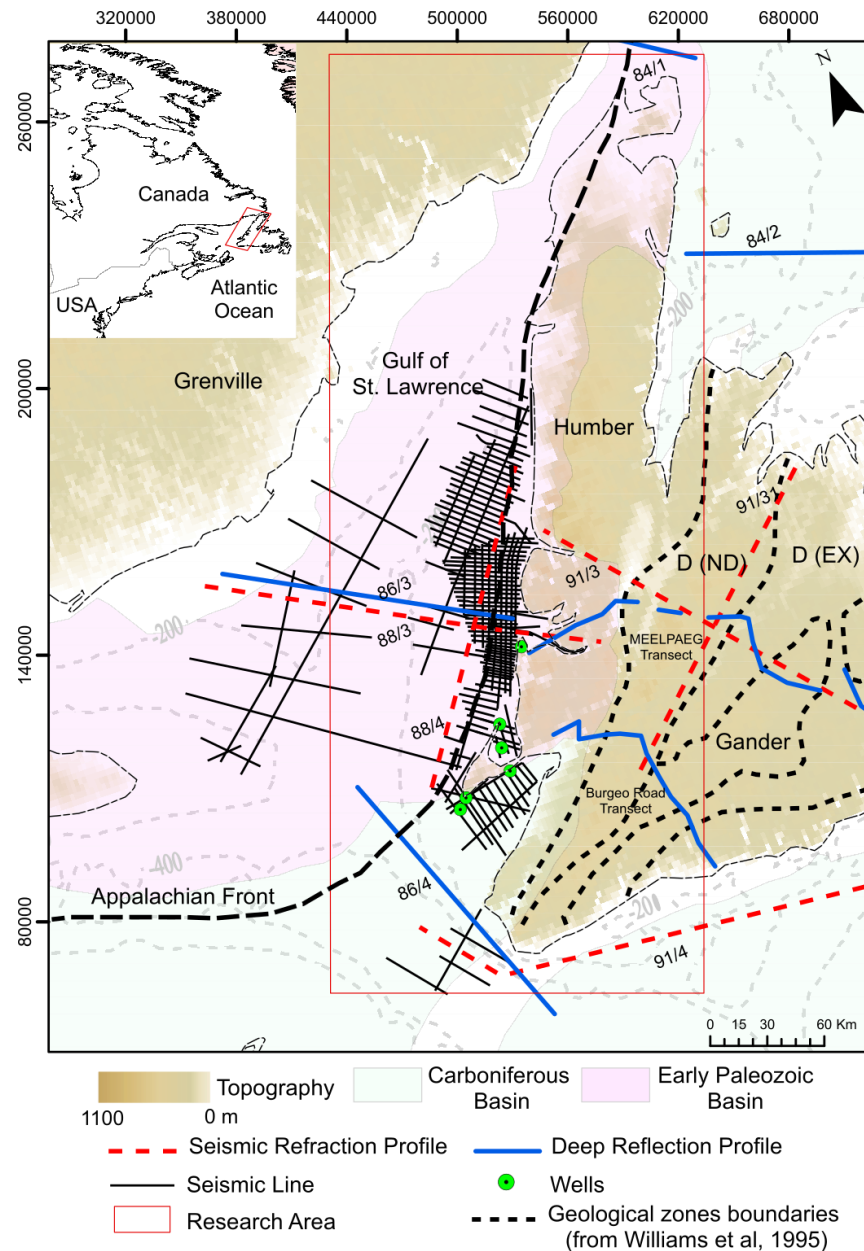 320000 380000 440000 500000 560000 620000 680000
260000
200000
140000
80000
Canada
USA
Atlantic
Ocean
N
84/1
84/2
Gulf of
St. Lawrence
Grenville
Humber
91/31
D (ND)
D (EX)
86/3
91/3
88/3
MEELPAEG
Transect
88/4
Gander
Burgeo Road
Transect
-200
-200
-200
-200
-400
Appalachian Front
86/4
91/4
0 15 30 60 Km
Topography
1100 0 m
Carboniferous
Basin
Early Paleozoic
Basin
Seismic Refraction Profile
Deep Reflection Profile
Seismic Line
Wells
Research Area
Geological zones boundaries
(from Williams et al, 1995)